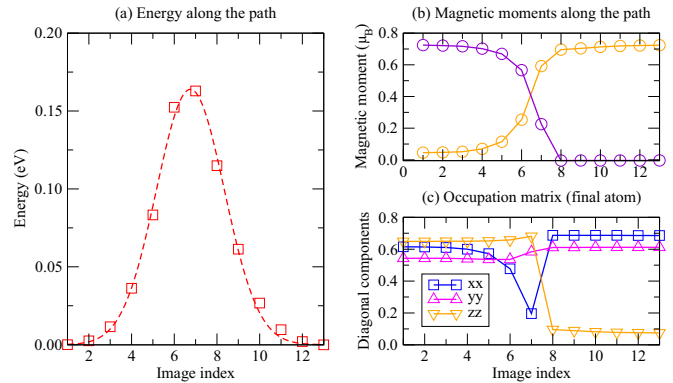 (a) Energy along the path
0.20
0.15
0.10
0.05
0.00
Energy (eV)
2 4 6 8 10 12
Image index
(b) Magnetic moments along the path
0.8
0.6
0.4
0.2
0.0
Magnetic moment (μB)
0 2 4 6 8 10 12
(c) Occupation matrix (final atom)
0.8
0.6
0.4
0.2
0.0
Diagonal components
xx
yy
zz
2 4 6 8 10 12
Image index